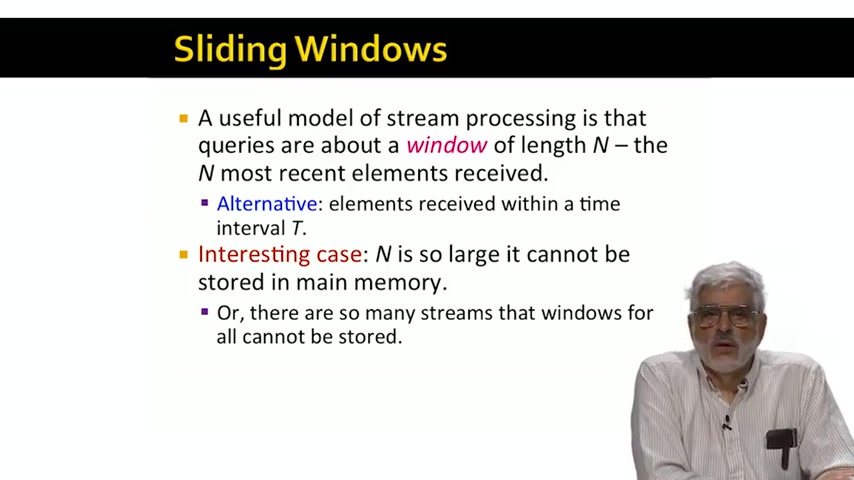 Sliding Windows
▪ A useful model of stream processing is that
queries are about a window of length N – the
N most recent elements received.
▪ Alternative: elements received within a time
interval T.
▪ Interesting case: N is so large it cannot be
stored in main memory.
▪ Or, there are so many streams that windows for
all cannot be stored.